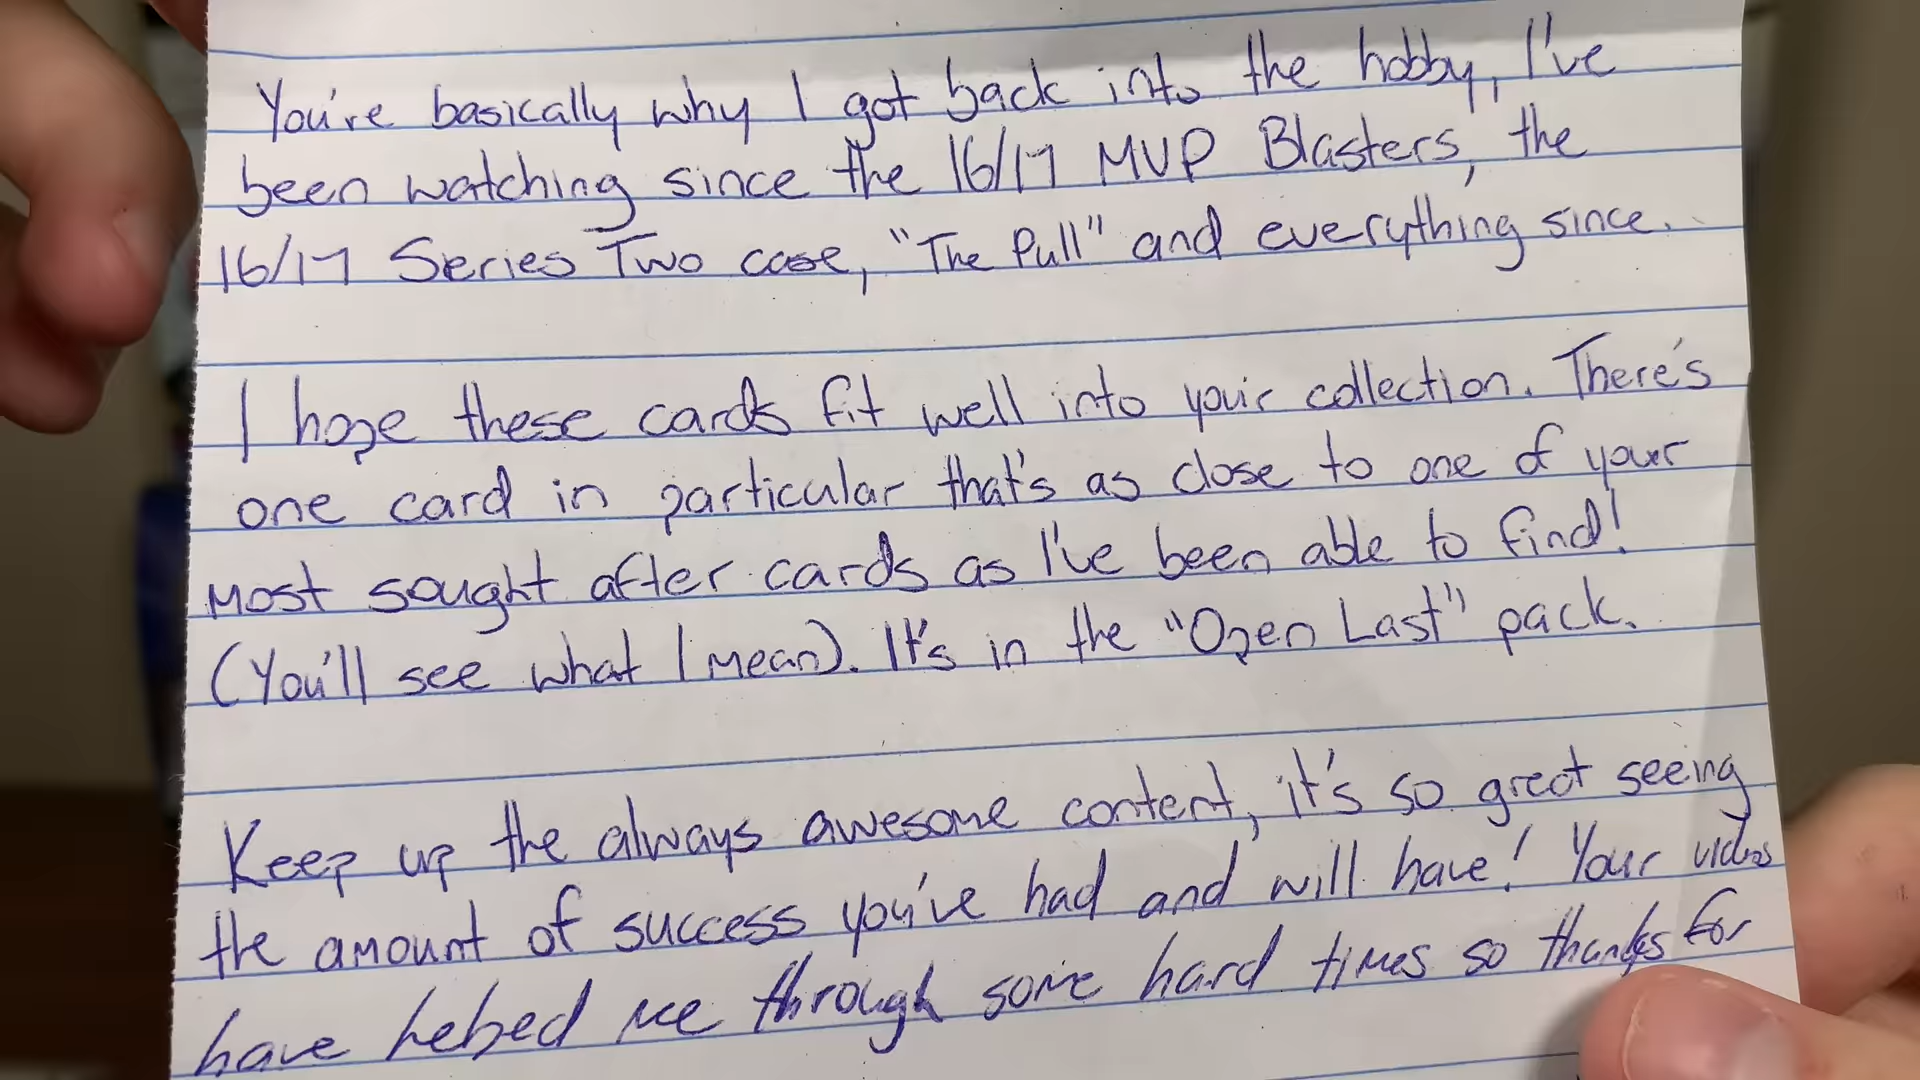 You're basically why I got back into the hobby, I've
been watching since the 16/17 MVP Blasters, the
16/17 Series Two case, "The Pull" and everything since.
I hope these cards fit well into your collection. There's
one card in particular that's as close to one of your
most sought after cards as I've been able to find!
(You'll see what I mean). It's in the "Open Last" pack.
Keep up the always awesome content, it's so great seeing
the amount of success you've had and will have! Your videos
have helped me through some hard times so thanks for